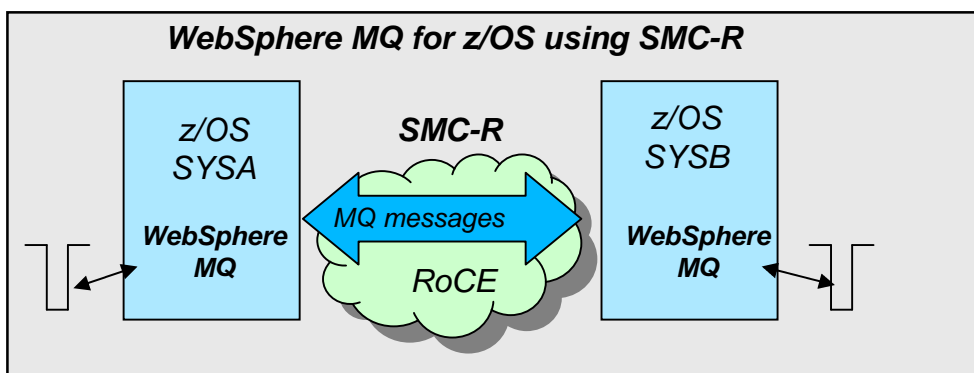 WebSphere MQ for z/OS using SMC-R
z/OS
SYSA
WebSphere
MQ
SMC-R
MQ messages
RoCE
z/OS
SYSB
WebSphere
MQ